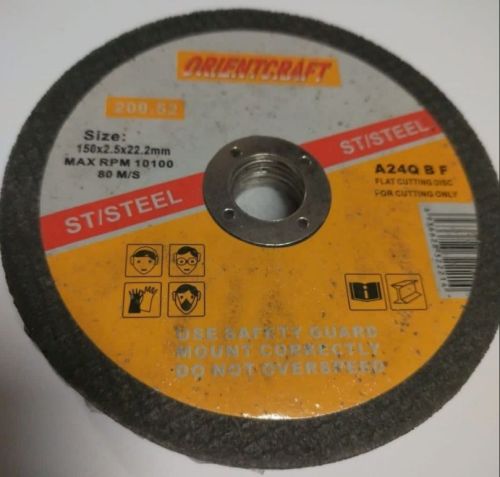 ORIENTCRAFT
200.52
Size:
150x2.5x22.2mm
MAX RPM 10100
80 M/S
ST/STEEL
ST/STEEL
A24Q B F
FLAT CUTTING DISC
FOR CUTTING ONLY
USE SAFETY GUARD
MOUNT CORRECTLY
DO NOT OVERSPEED